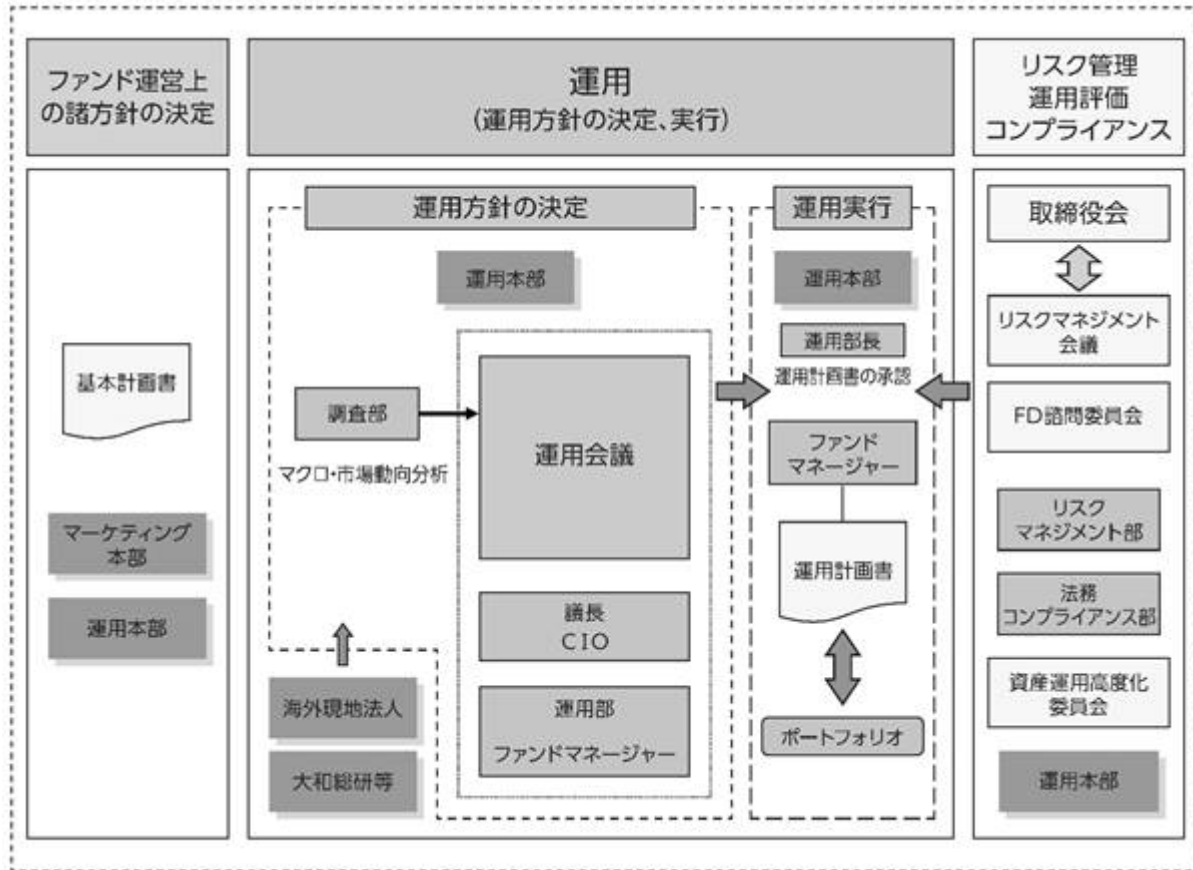 ファンド運営上
の諸方針の決定
運用
(運用方針の決定、実行)
リスク管理
運用評価
コンプライアンス
基本計画書
マーケティング
本部
運用本部
運用方針の決定
運用本部
調査部
マクロ・市場動向分析
運用会議
議長
CIO
運用部
ファンドマネージャー
海外現地法人
大和総研等
運用実行
運用本部
運用部長
運用計画書の承認
ファンド
マネージャー
運用計画書
ポートフォリオ
取締役会
リスクマネジメント
会議
FD諮問委員会
リスク
マネジメント部
法務
コンプライアンス部
資産運用高度化
委員会
運用本部